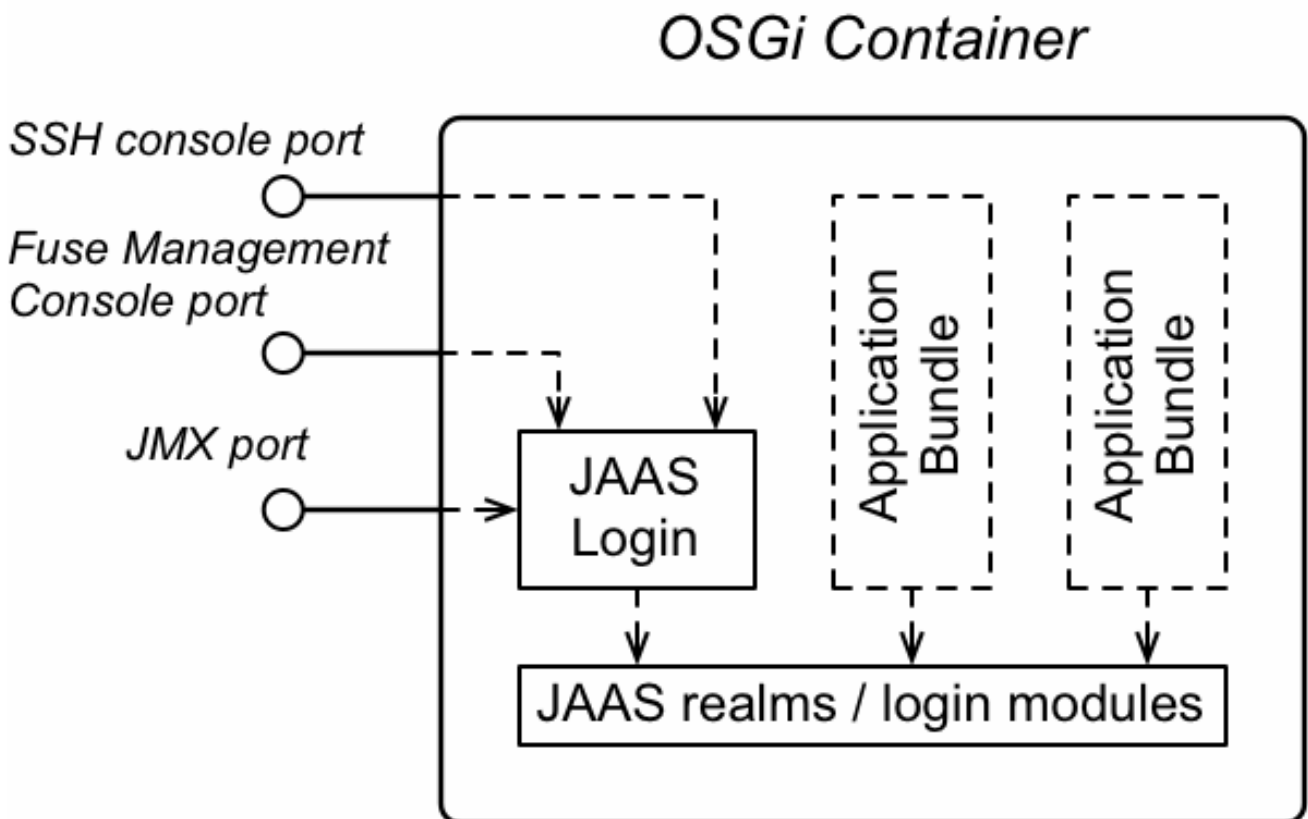 OSGi Container
SSH console port
Fuse Management
Console port
JMX port
JAAS
Login
Application
Bundle
Application
Bundle
JAAS realms / login modules